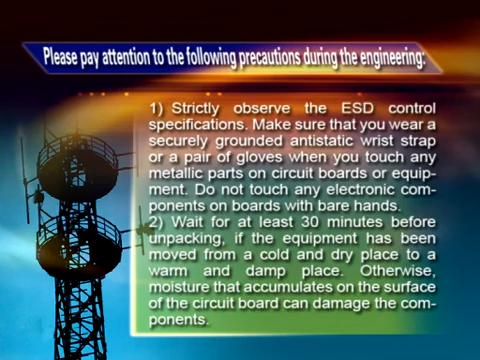 Please pay attention to the following precautions during the engineering:
1) Strictly observe the ESD control
specifications. Make sure that you wear a
securely grounded antistatic wrist strap
or a pair of gloves when you touch any
metallic parts on circuit boards or equip-
ment. Do not touch any electronic com-
ponents on boards with bare hands.
2) Wait for at least 30 minutes before
unpacking, if the equipment has been
moved from a cold and dry place to a
warm and damp place. Otherwise,
moisture that accumulates on the surface
of the circuit board can damage the com-
ponents.